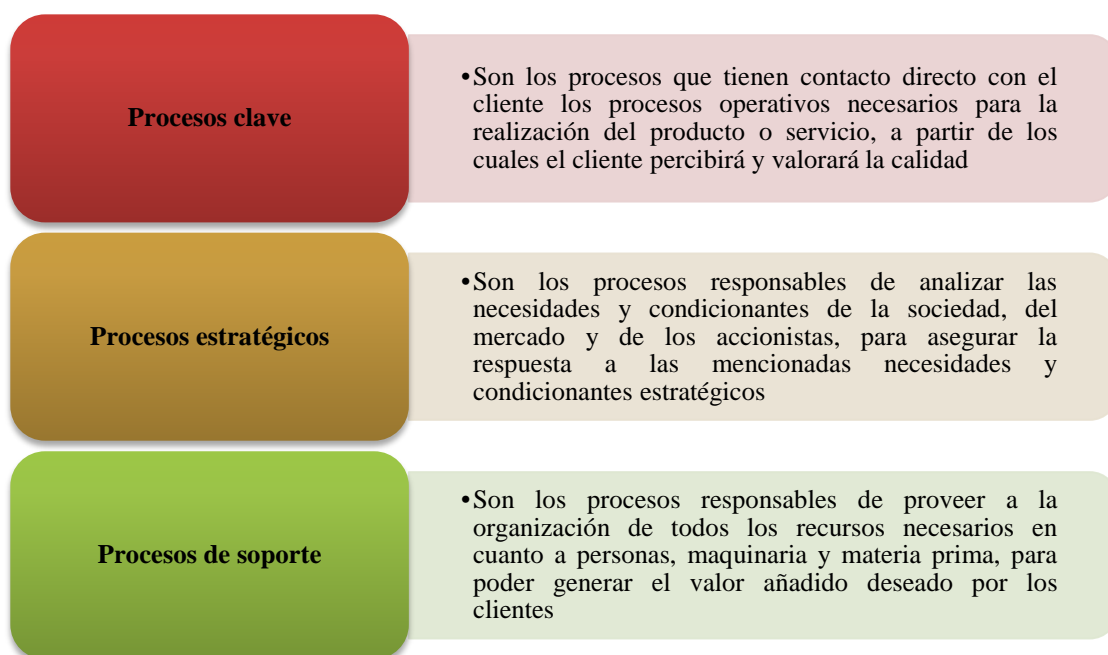 Procesos clave
•Son los procesos que tienen contacto directo con el
cliente los procesos operativos necesarios para la
realización del producto o servicio, a partir de los
cuales el cliente percibirá y valorará la calidad
Procesos estratégicos
•Son los procesos responsables de analizar las
necesidades y condicionantes de la sociedad, del
mercado y de los accionistas, para asegurar la
respuesta a las mencionadas necesidades y
condicionantes estratégicos
Procesos de soporte
•Son los procesos responsables de proveer a la
organización de todos los recursos necesarios en
cuanto a personas, maquinaria y materia prima, para
poder generar el valor añadido deseado por los
clientes